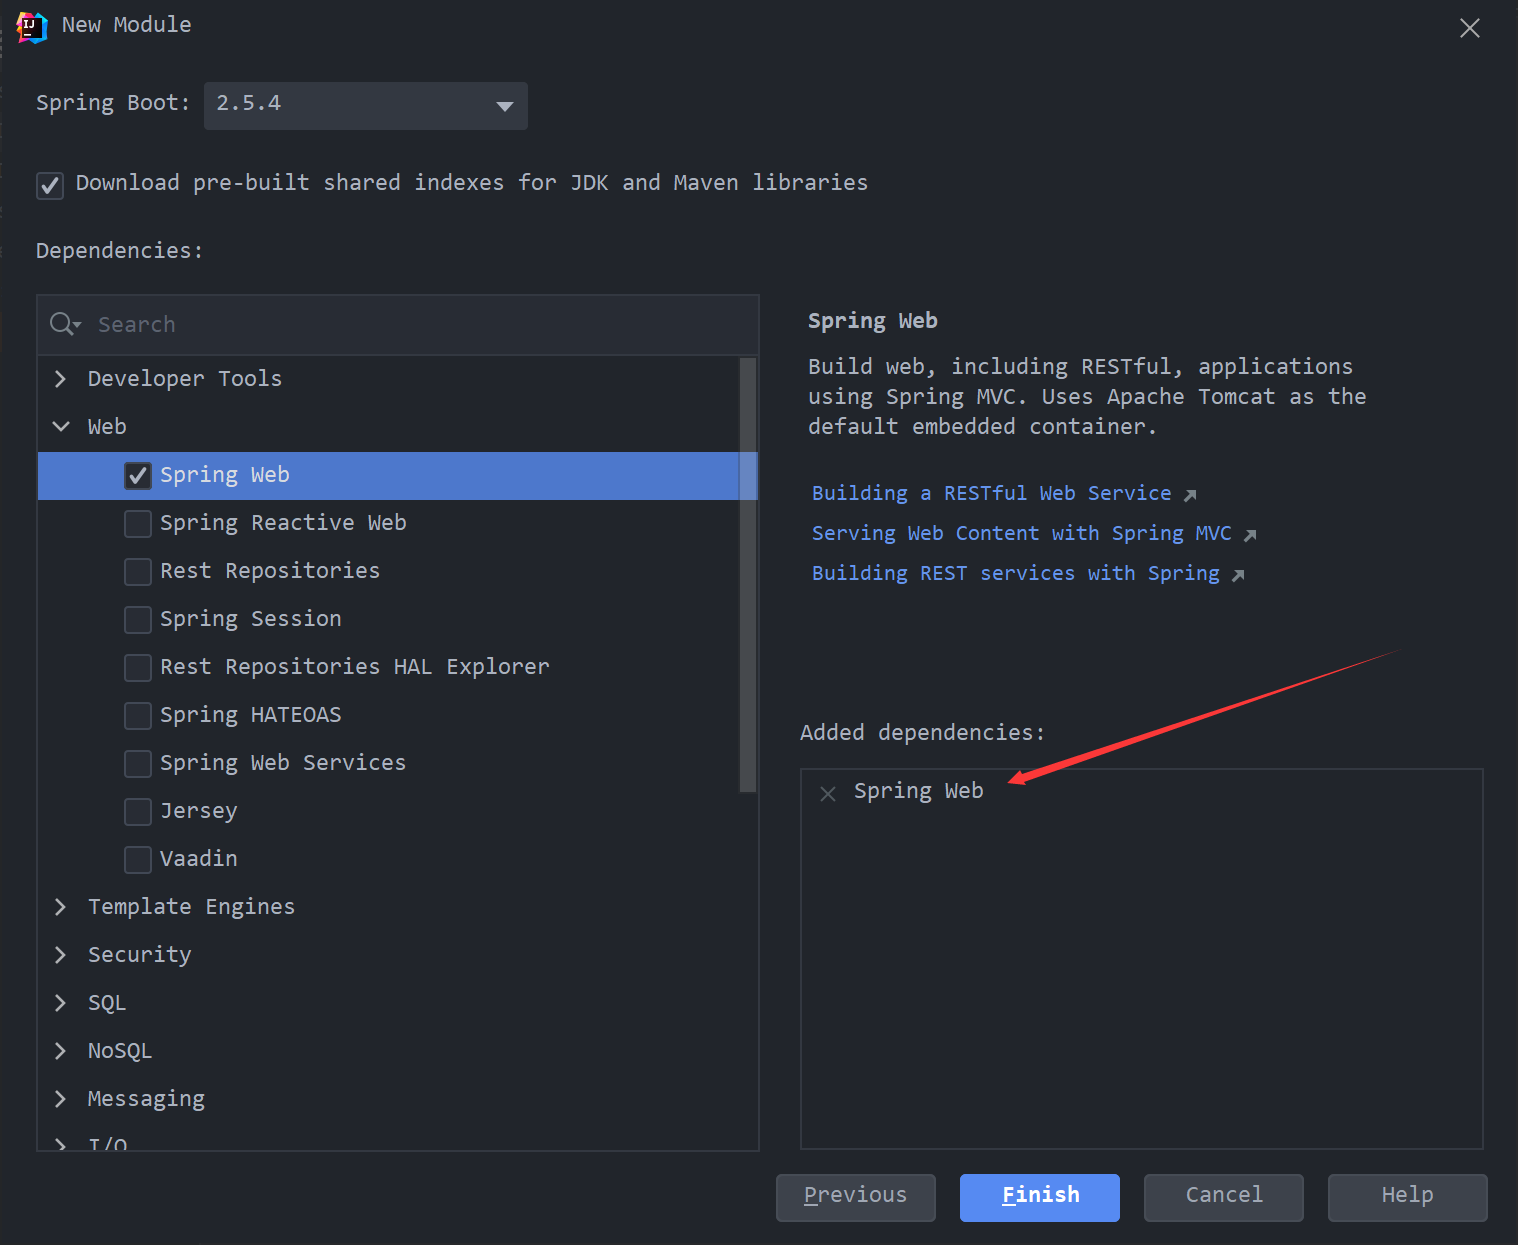 New Module
Spring Boot: 2.5.4
Download pre-built shared indexes for JDK and Maven libraries
Dependencies:
Search
Developer Tools
Web
Spring Web
Spring Reactive Web
Rest Repositories
Spring Session
Rest Repositories HAL Explorer
Spring HATEOAS
Spring Web Services
Jersey
Vaadin
Template Engines
Security
SQL
NoSQL
Messaging
I/O
Spring Web
Build web, including RESTful, applications
using Spring MVC. Uses Apache Tomcat as the
default embedded container.
Building a RESTful Web Service
Serving Web Content with Spring MVC
Building REST services with Spring
Added dependencies:
Spring Web
Previous Finish Cancel Help